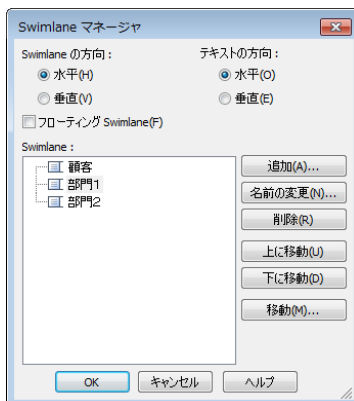 Swimlane マネージャ
Swimlane の方向 : テキストの方向 :
水平(H) 水平(O)
垂直(V) 垂直(E)
フローティング Swimlane(F)
Swimlane :
顧客
部門1
部門2
追加(A)...
名前の変更(N)...
削除(R)
上に移動(U)
下に移動(D)
移動(M)...
OK キャンセル ヘルプ